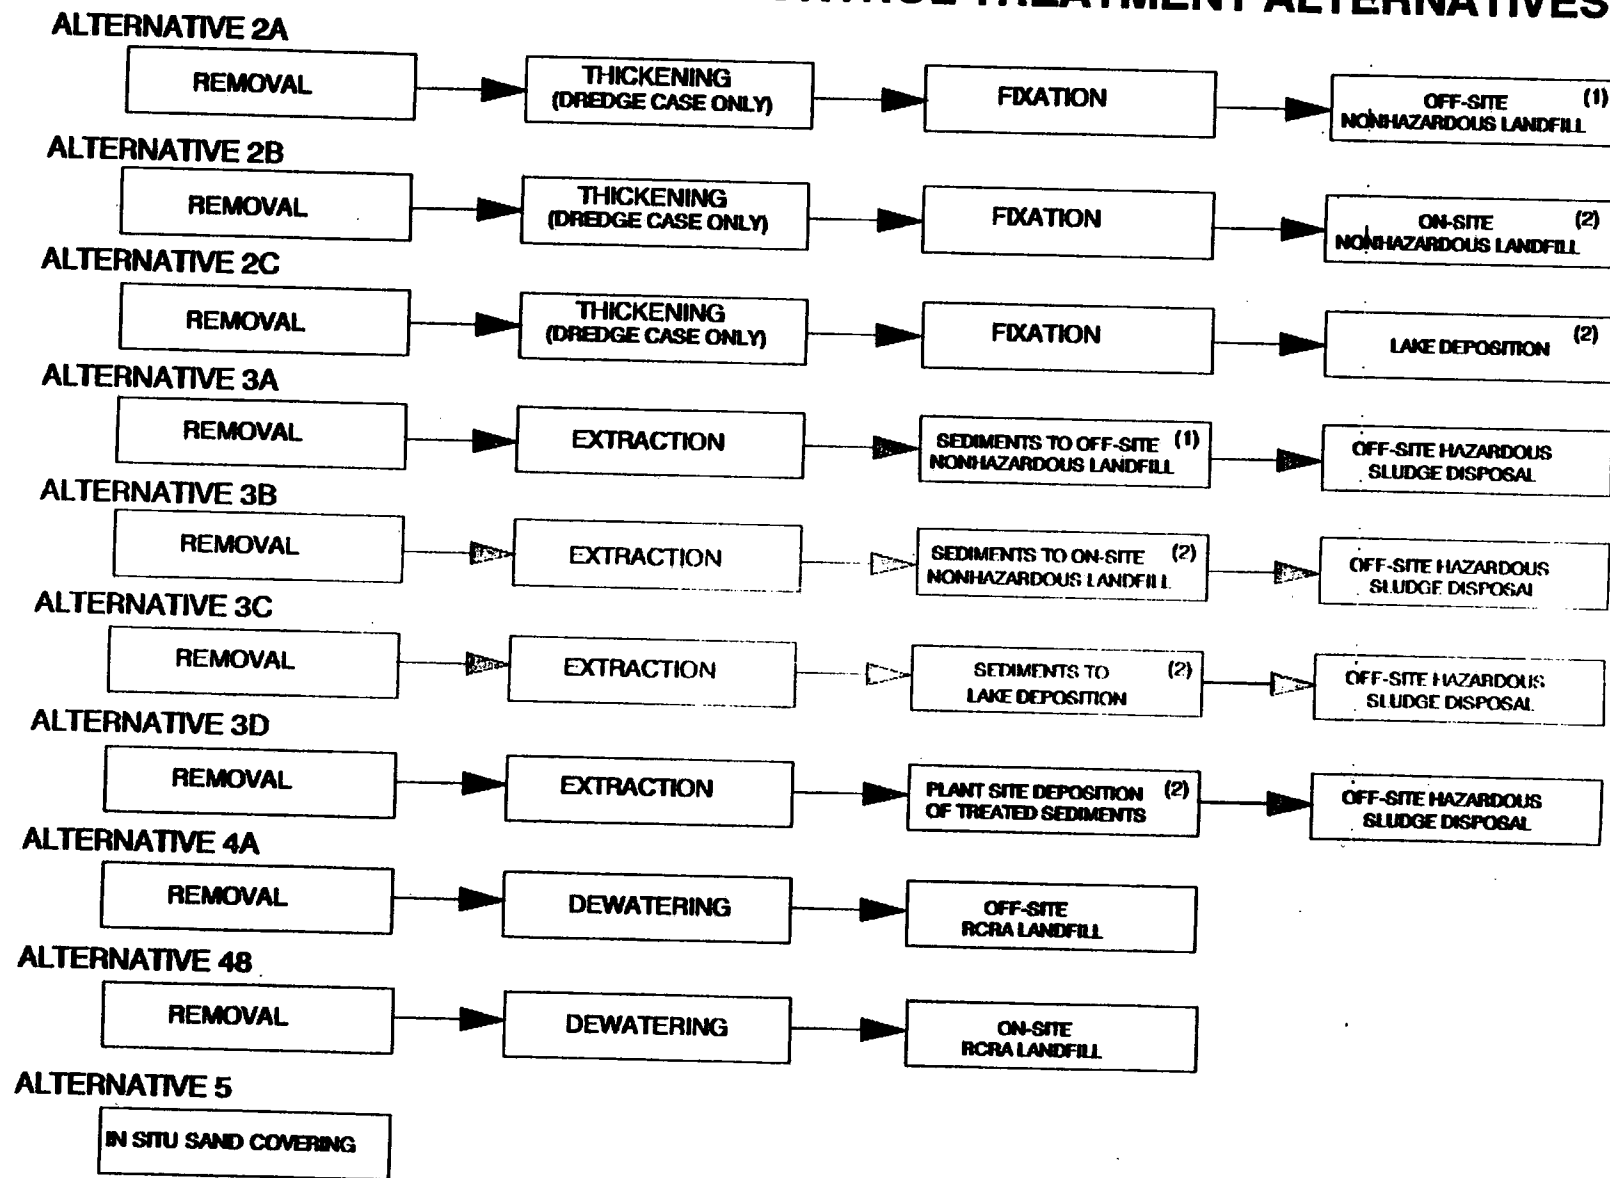 TREATMENT ALTERNATIVES
ALTERNATIVE 2A
REMOVAL
THICKENING
(DREDGE CASE ONLY)
FIXATION
OFF-SITE (1)
NONHAZARDOUS LANDFILL
ALTERNATIVE 2B
REMOVAL
THICKENING
(DREDGE CASE ONLY)
FIXATION
ON-SITE (2)
NONHAZARDOUS LANDFILL
ALTERNATIVE 2C
REMOVAL
THICKENING
(DREDGE CASE ONLY)
FIXATION
LAKE DEPOSITION (2)
ALTERNATIVE 3A
REMOVAL
EXTRACTION
SEDIMENTS TO OFF-SITE (1)
NONHAZARDOUS LANDFILL
OFF-SITE HAZARDOUS
SLUDGE DISPOSAL
ALTERNATIVE 3B
REMOVAL
EXTRACTION
SEDIMENTS TO ON-SITE (2)
NONHAZARDOUS LANDFILL
OFF-SITE HAZARDOUS
SLUDGE DISPOSAL
ALTERNATIVE 3C
REMOVAL
EXTRACTION
SEDIMENTS TO (2)
LAKE DEPOSITION
OFF-SITE HAZARDOUS
SLUDGE DISPOSAL
ALTERNATIVE 3D
REMOVAL
EXTRACTION
PLANT SITE DEPOSITION (2)
OF TREATED SEDIMENTS
OFF-SITE HAZARDOUS
SLUDGE DISPOSAL
ALTERNATIVE 4A
REMOVAL
DEWATERING
OFF-SITE
RCRA LANDFILL
ALTERNATIVE 48
REMOVAL
DEWATERING
ON-SITE
RCRA LANDFILL
ALTERNATIVE 5
IN SITU SAND COVERING